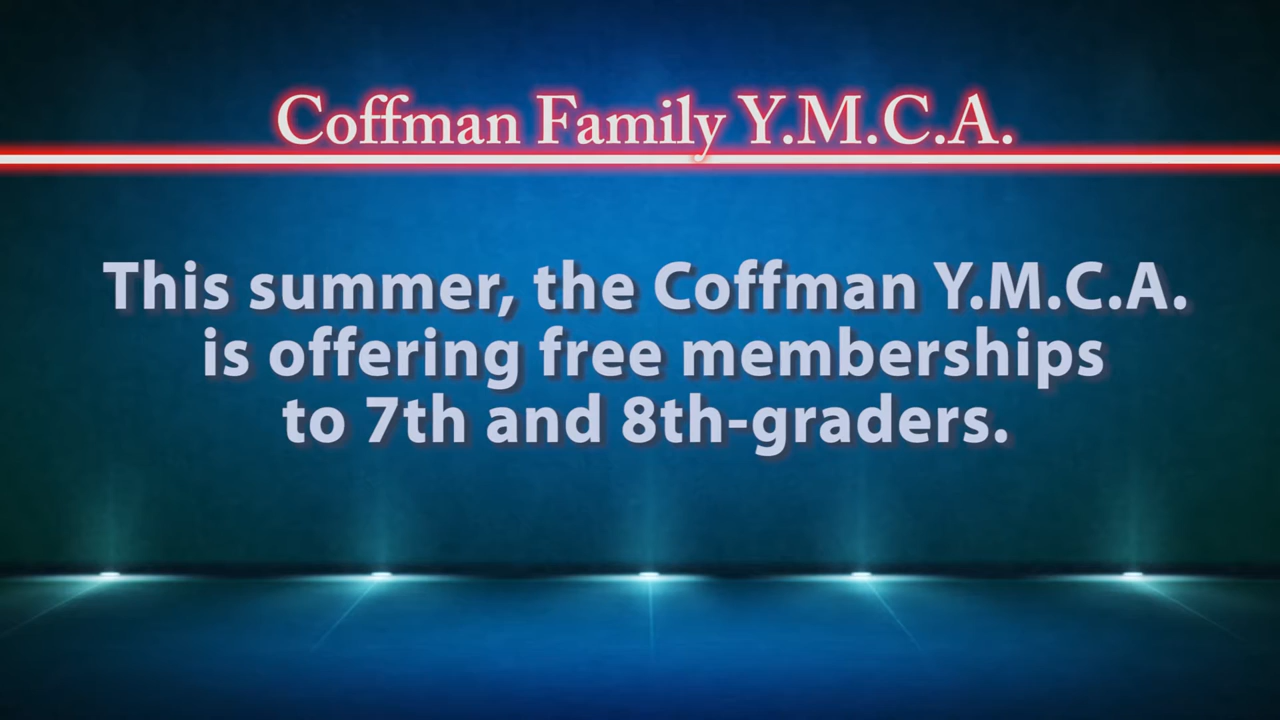 Coffman Family Y.M.C.A.
This summer, the Coffman Y.M.C.A.
is offering free memberships
to 7th and 8th-graders.